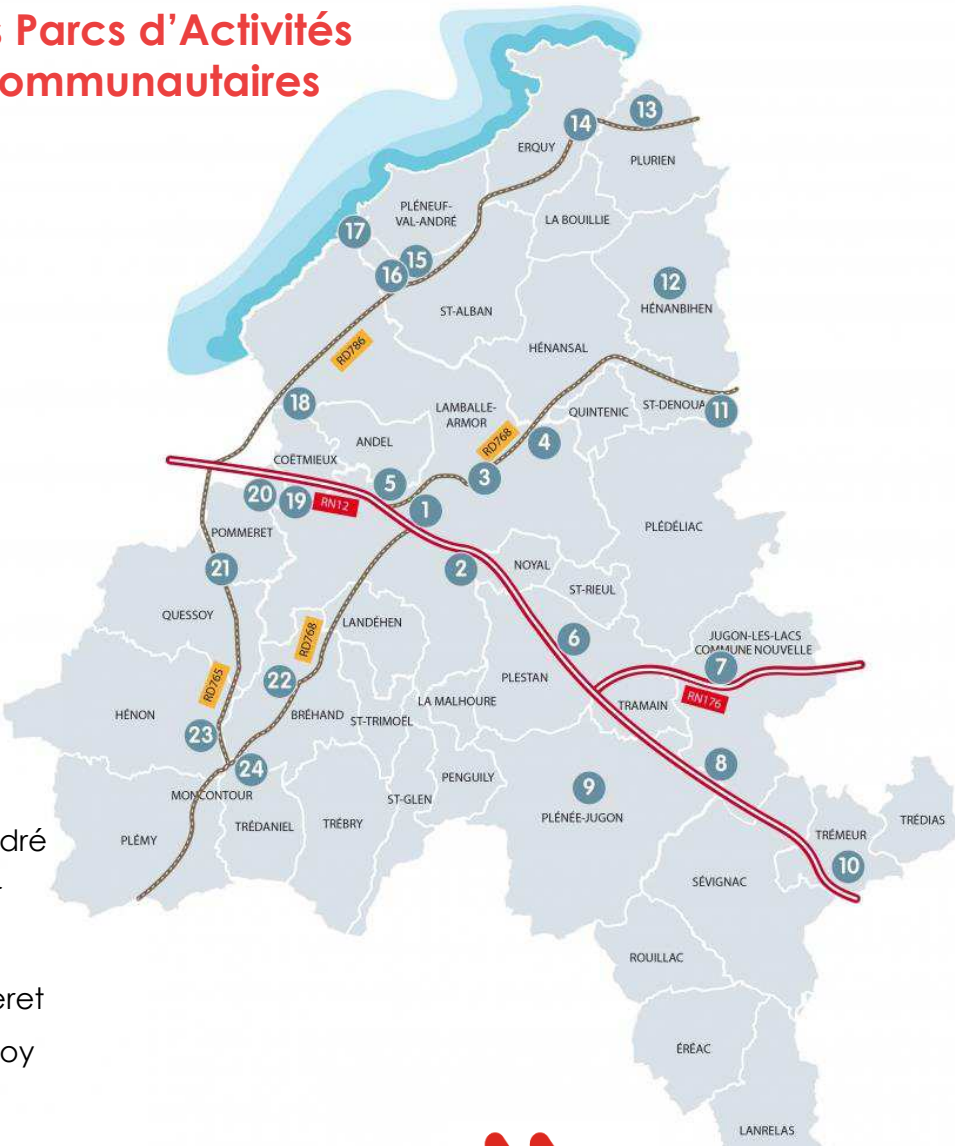 s Parcs d'Activités
ommunautaires
13
14
ERQUY
PLURIEN
PLÉNEUF-
VAL-ANDRÉ
LA BOUILLIE
17
15
16
12
HÉNANBIHEN
ST-ALBAN
RD786
HÉNANSAL
18
LAMBALLE-
ARMOR
QUINTENIC
ST-DENOUA
11
RD768
4
ANDEL
COËTMIEUX
3
5
20
19
RN12
1
POMMERET
PLÉDÉLIAC
21
2
NOYAL
ST-RIEUL
QUESSOY
LANDÉHEN
RD768
6
JUGON-LES-LACS
COMMUNE NOUVELLE
7
RD765
22
PLESTAN
RN176
HÉNON
BRÉHAND
ST-TRIMOËL
LA MALHOURE
TRAMAIN
23
24
8
MONCONTOUR
PENGUILY
9
PLÉNÉE-JUGON
ST-GLEN
TRÉDANIEL
TRÉBRY
TRÉDIAS
TRÉMEUR
PLÉMY
dré
10
SÉVIGNAC
ROUILLAC
eret
oy
ÉRÉAC
LANRELAS